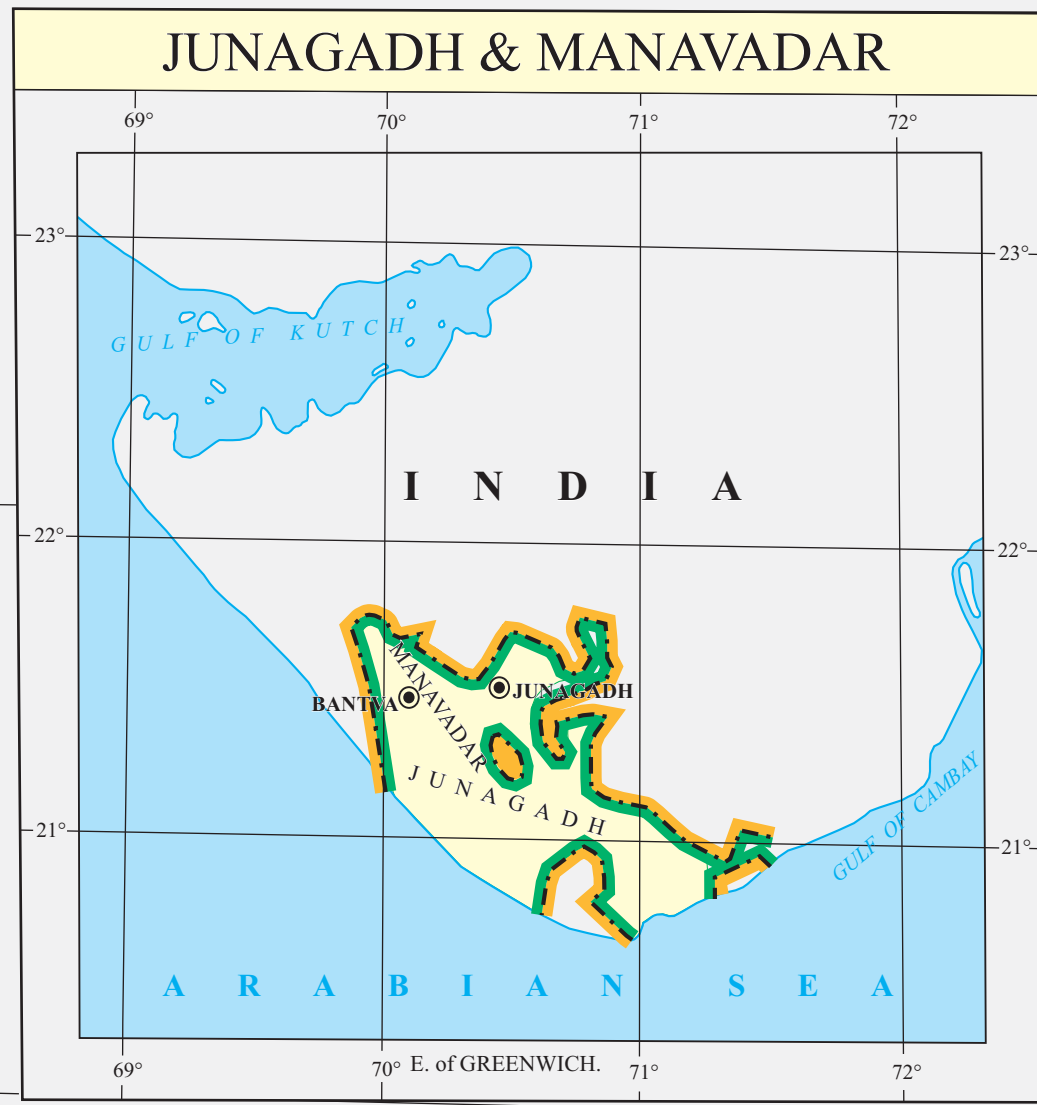 JUNAGADH & MANAVADAR
69° 70° 71° 72°
23° 23°
GULF OF KUTCH
INDIA
22° 22°
MANAVADAR
JUNAGADH
BANTVA
JUNAGADH
GULF OF CAMBAY
21° 21°
ARABIAN SEA
69° 70° E. of GREENWICH. 71° 72°